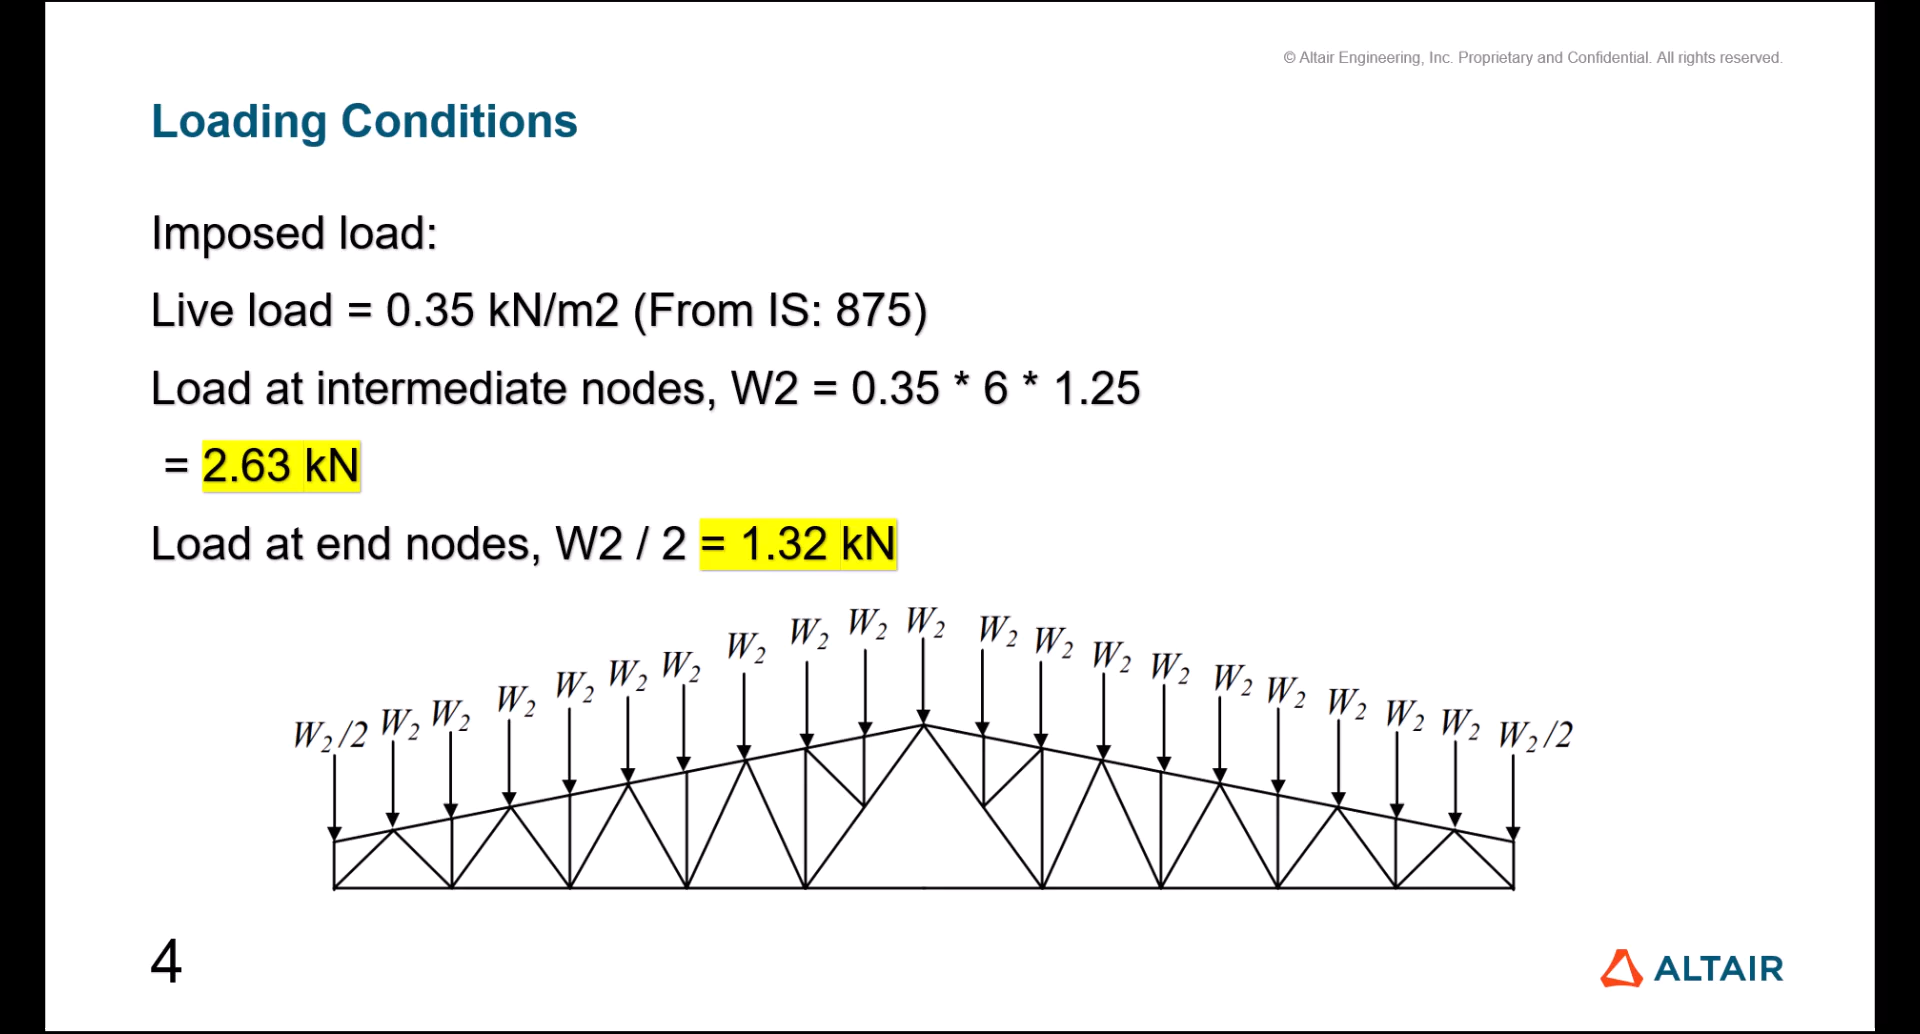 © Altair Engineering, Inc. Proprietary and Confidential. All rights reserved.
Loading Conditions
Imposed load:
Live load = 0.35 kN/m2 (From IS: 875)
Load at intermediate nodes, W2 = 0.35 * 6 * 1.25
= 2.63 kN
Load at end nodes, W2 / 2 = 1.32 kN
W₂/2 W₂ W₂ W₂ W₂ W₂ W₂ W₂ W₂ W₂ W₂ W₂ W₂ W₂ W₂ W₂ W₂ W₂ W₂ W₂ W₂/2
4
ALTAIR